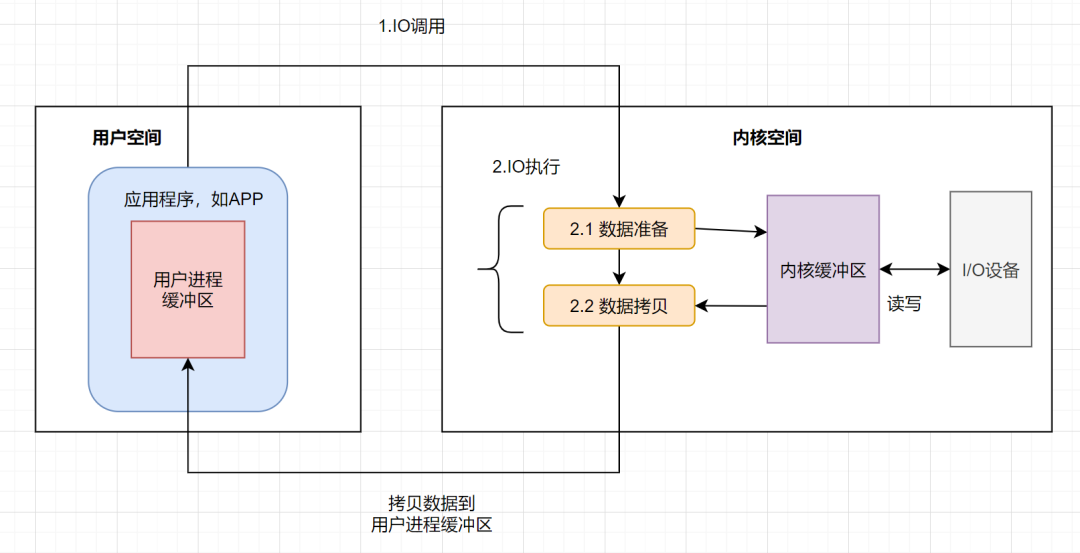 1.IO调用
用户空间
内核空间
应用程序，如APP
用户进程
缓冲区
2.IO执行
2.1 数据准备
2.2 数据拷贝
内核缓冲区
I/O设备
读写
拷贝数据到
用户进程缓冲区